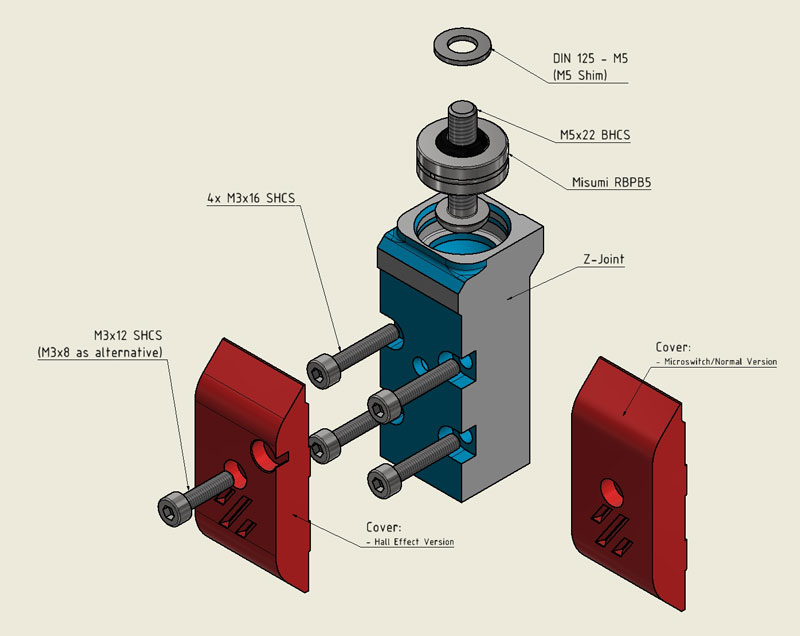 DIN 125 - M5
(M5 Shim)
M5x22 BHCS
Misumi RBPB5
4x M3x16 SHCS
Z-Joint
M3x12 SHCS
(M3x8 as alternative)
Cover:
- Microswitch/Normal Version
Cover:
- Hall Effect Version